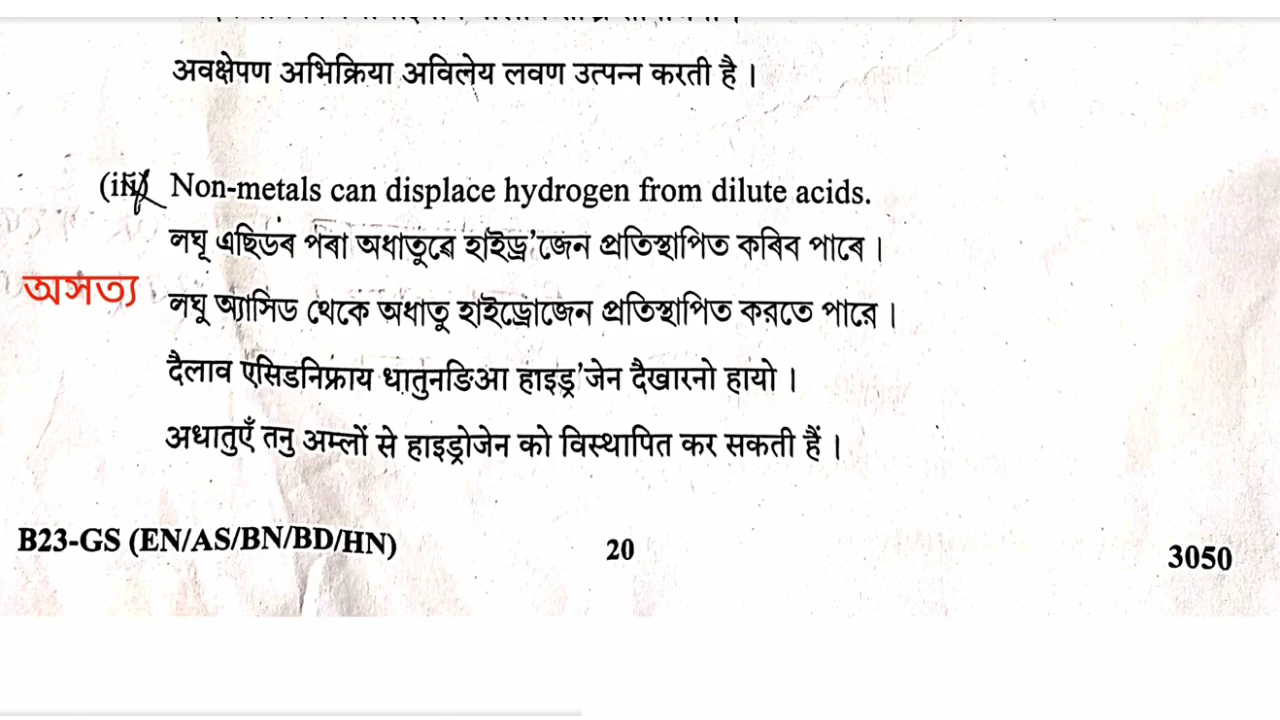 अवक्षेपण अभिक्रिया अविलेय लवण उत्पन्न करती है ।
Non-metals can displace hydrogen from dilute acids.
লঘূ এছিডৰ পৰা অধাতুৱে হাইড্ৰ’জেন প্ৰতিস্থাপিত কৰিব পাৰে ।
অসত্য
লঘূ অ্যাসিড থেকে অধাতু হাইড্রোজেন প্রতিস্থাপিত করতে পারে ।
दैलाव एसिडनिफ्राय धातुनङिआ हाइड्र’जेन दैखारनो हायो ।
अधातुएँ तनु अम्लों से हाइड्रोजेन को विस्थापित कर सकती हैं ।
B23-GS (EN/AS/BN/BD/HN)
20
3050